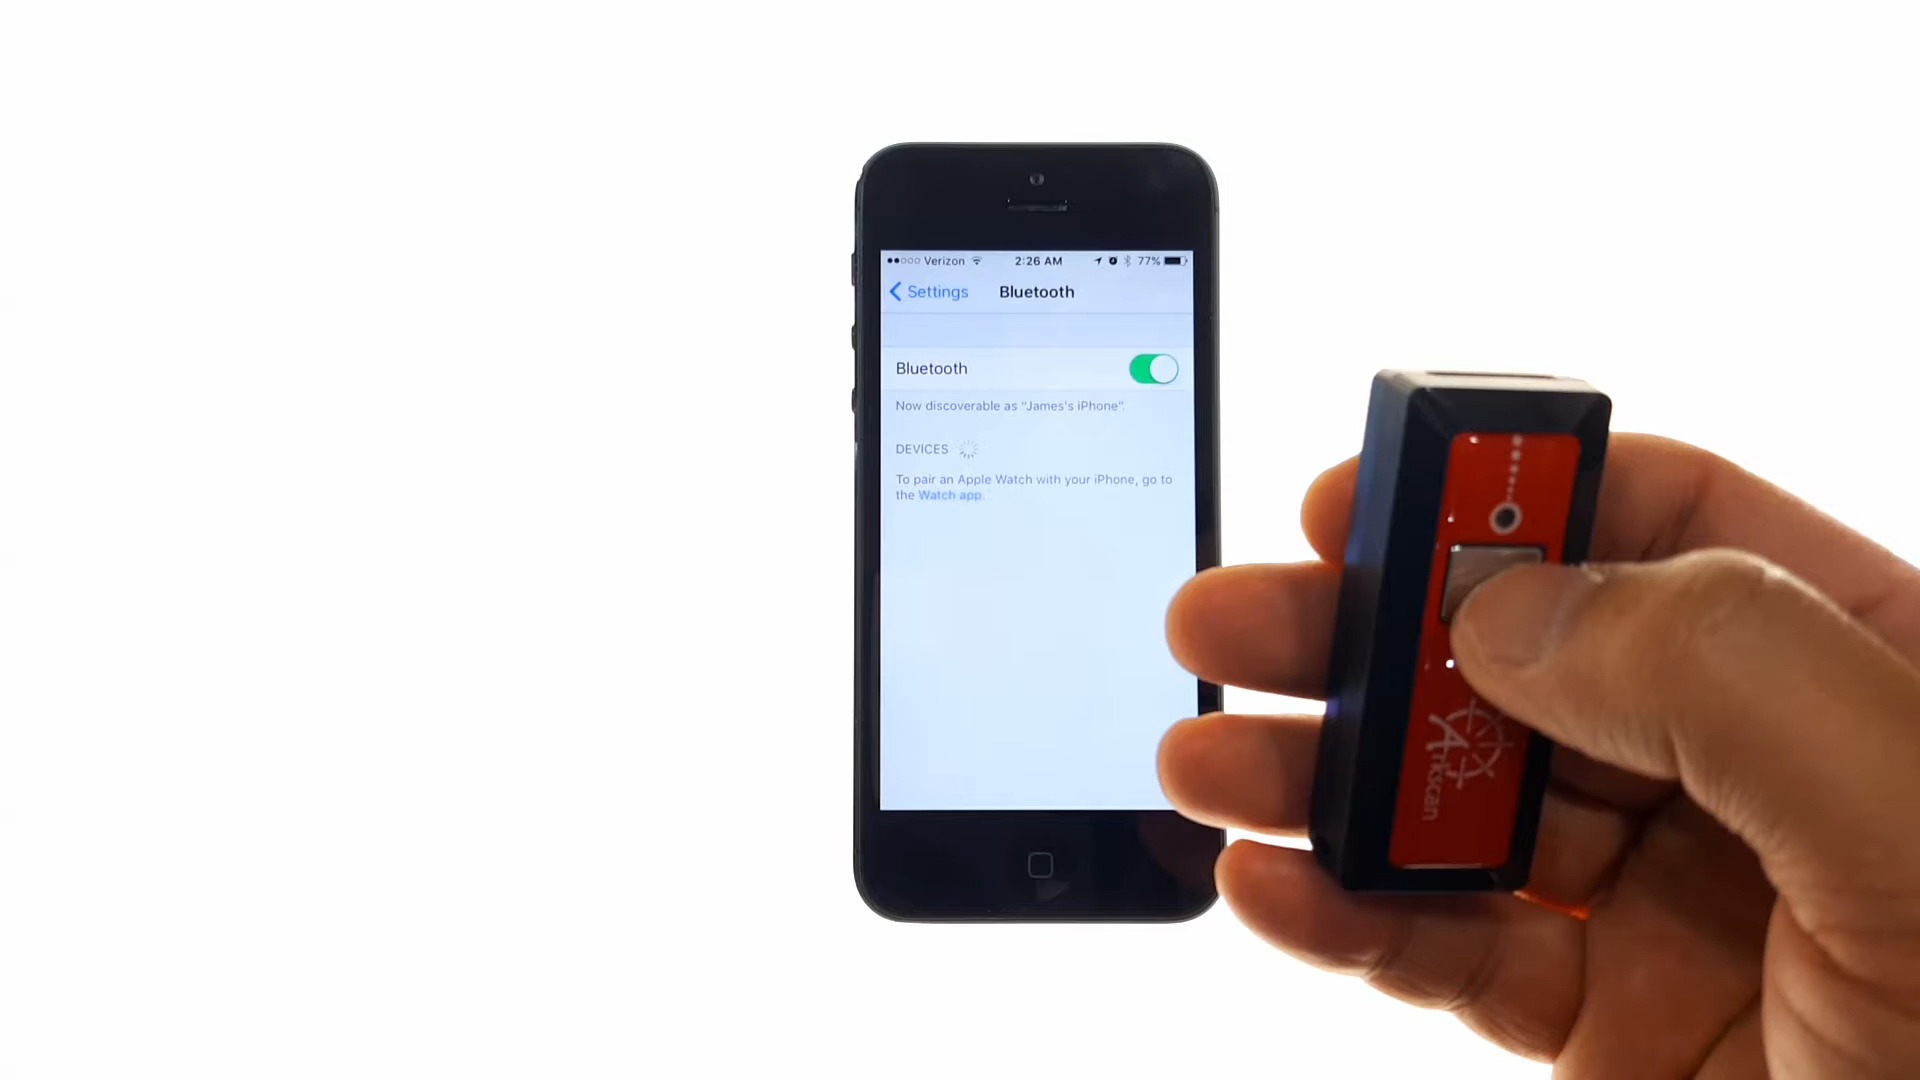 Verizon 2:26 AM 77%
Settings Bluetooth
Bluetooth
Now discoverable as "James's iPhone".
DEVICES
To pair an Apple Watch with your iPhone, go to
the Watch app.
Arkscan